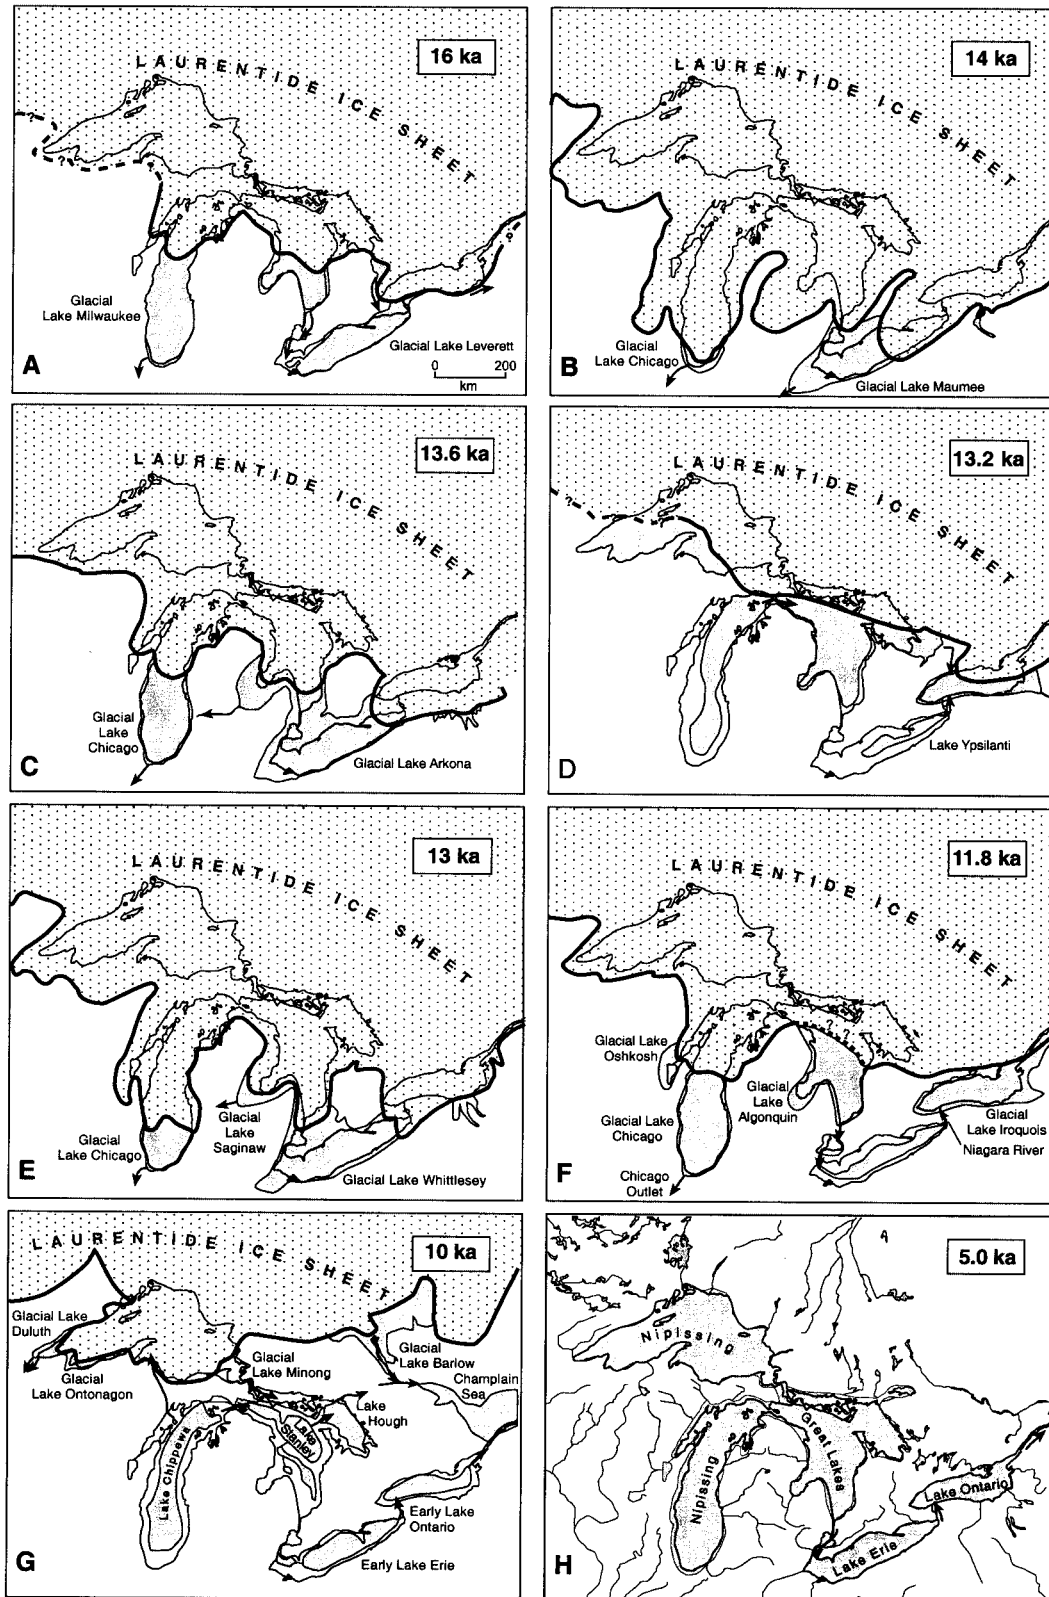 16 ka
LAURENTIDE ICE SHEET
Glacial
Lake Milwaukee
Glacial Lake Leverett
0 200
km
A
14 ka
LAURENTIDE ICE SHEET
Glacial
Lake Chicago
Glacial Lake Maumee
B
13.6 ka
LAURENTIDE ICE SHEET
Glacial
Lake
Chicago
Glacial Lake Arkona
C
13.2 ka
LAURENTIDE ICE SHEET
Lake Ypsilanti
D
13 ka
LAURENTIDE ICE SHEET
Glacial
Lake Chicago
Glacial
Lake
Saginaw
Glacial Lake Whittlesey
E
11.8 ka
LAURENTIDE ICE SHEET
Glacial Lake
Oshkosh
Glacial Lake
Chicago
Chicago
Outlet
Glacial
Lake
Algonquin
Glacial
Lake Iroquois
Niagara River
F
LAURENTIDE ICE SHEET
10 ka
Glacial Lake
Duluth
Glacial
Lake Ontonagon
Glacial
Lake Minong
Glacial
Lake Barlow
Champlain
Sea
Lake
Hough
Lake
Stanley
Lake Chippewa
Early Lake
Ontario
Early Lake Erie
G
5.0 ka
Nipissing
Nipissing
Great Lakes
Lake Ontario
Lake Erie
H